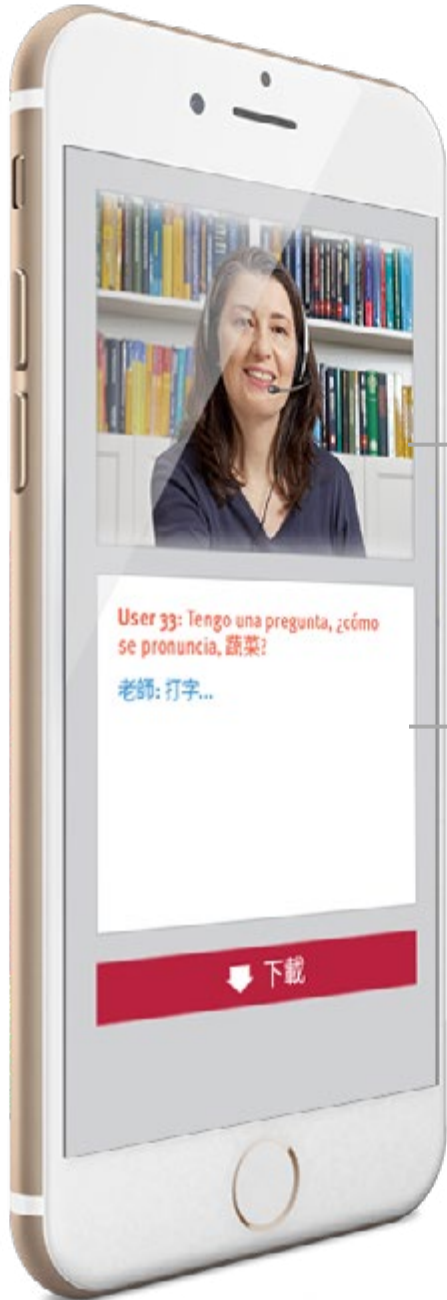 User 33: Tengo una pregunta, ¿cómo
se pronuncia, 蔬菜?
老師: 打字...
下載